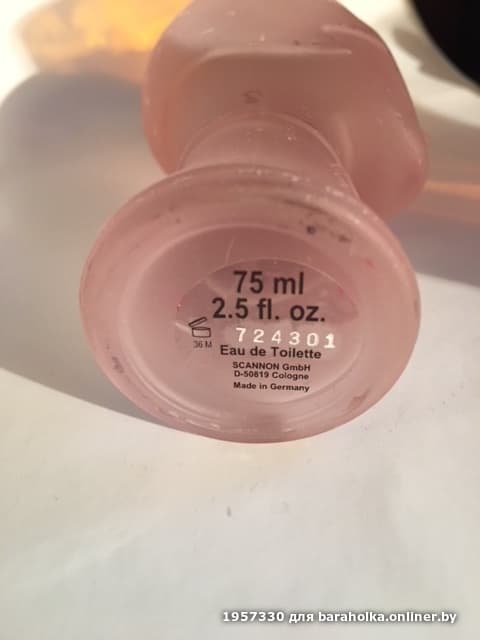 75 ml
2.5 fl. oz.
724301
36 M
Eau de Toilette
SCANNON GmbH
D-50819 Cologne
Made in Germany
1957330 для baraholka.onliner.by